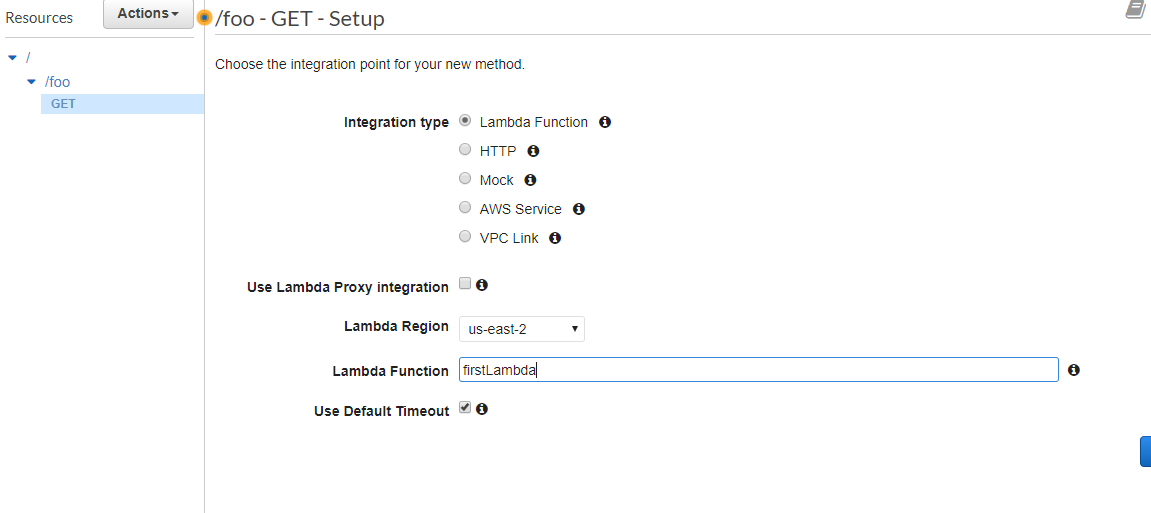 Resources
Actions
/foo - GET - Setup
/
/foo
GET
Choose the integration point for your new method.
Integration type
Lambda Function
HTTP
Mock
AWS Service
VPC Link
Use Lambda Proxy integration
Lambda Region
us-east-2
Lambda Function
firstLambda
Use Default Timeout